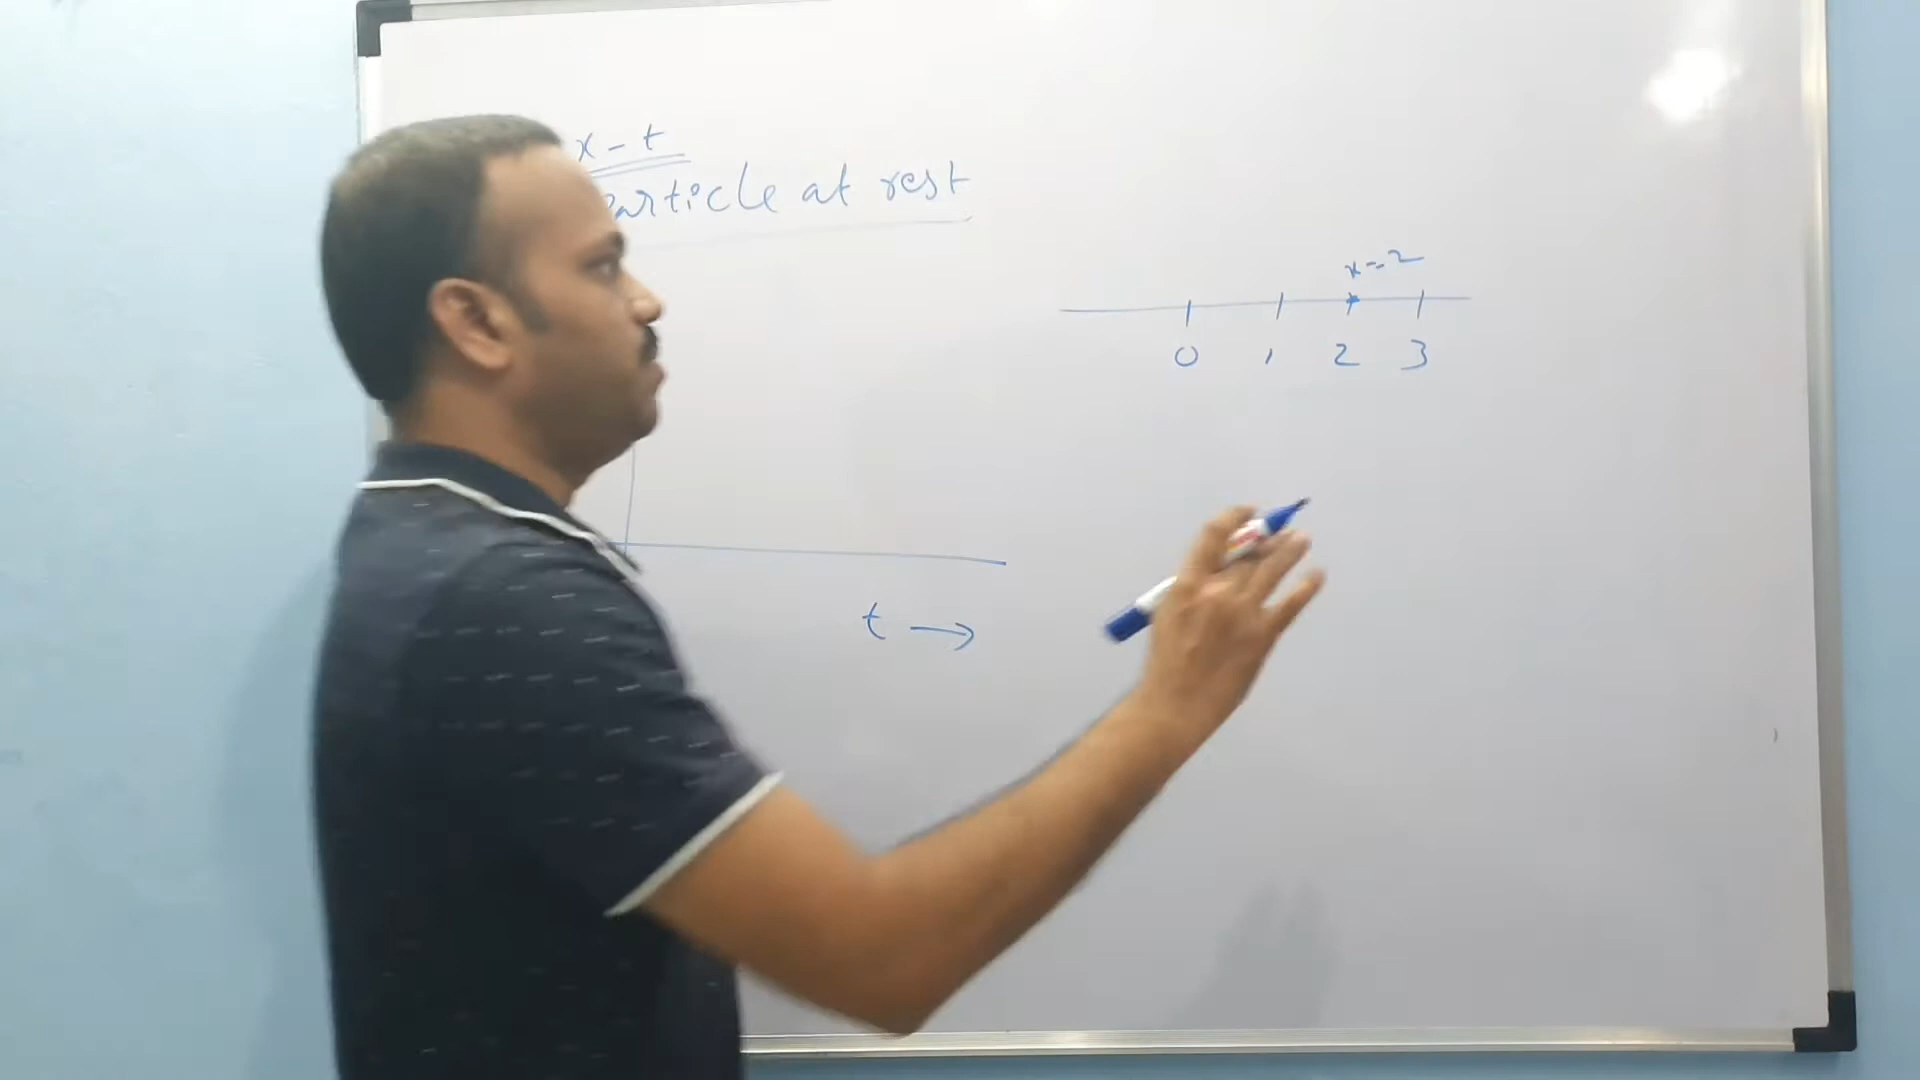 x - t
Particle at rest
x = 2
0 1 2 3
t →